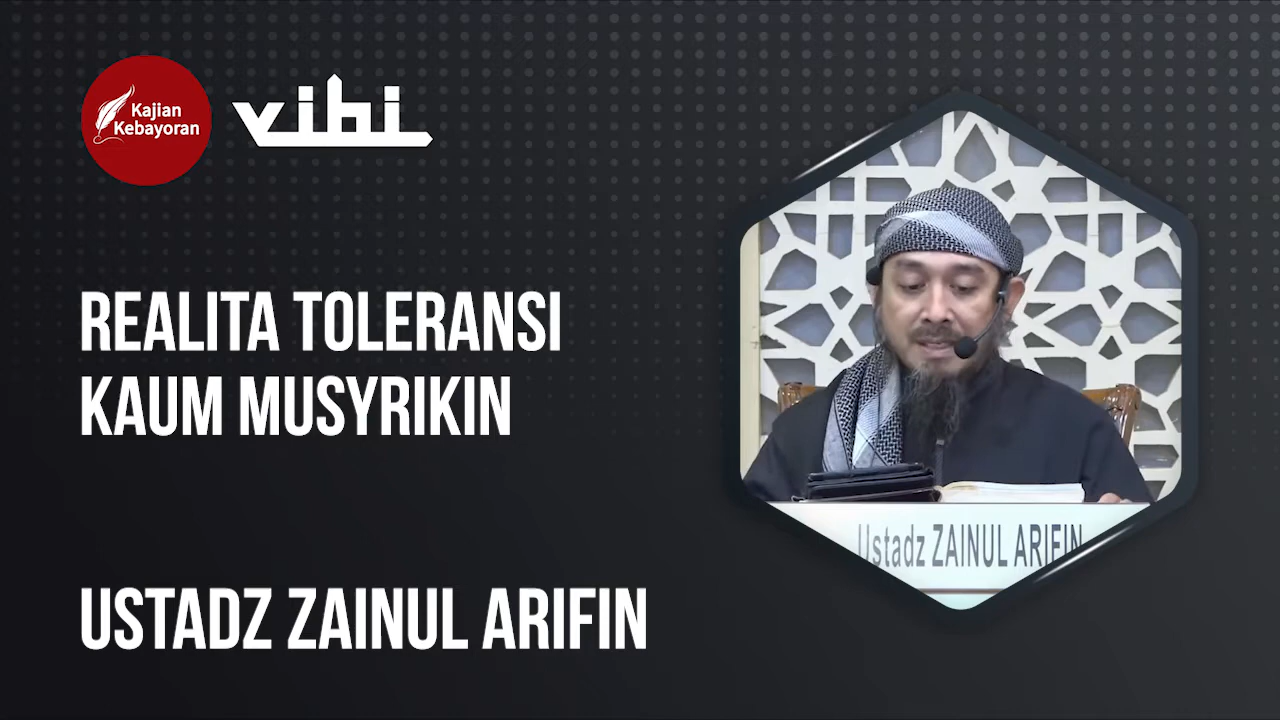 Kajian
Kebayoran
vibi
REALITA TOLERANSI
KAUM MUSYRIKIN
USTADZ ZAINUL ARIFIN
Ustadz ZAINUL ARIFIN